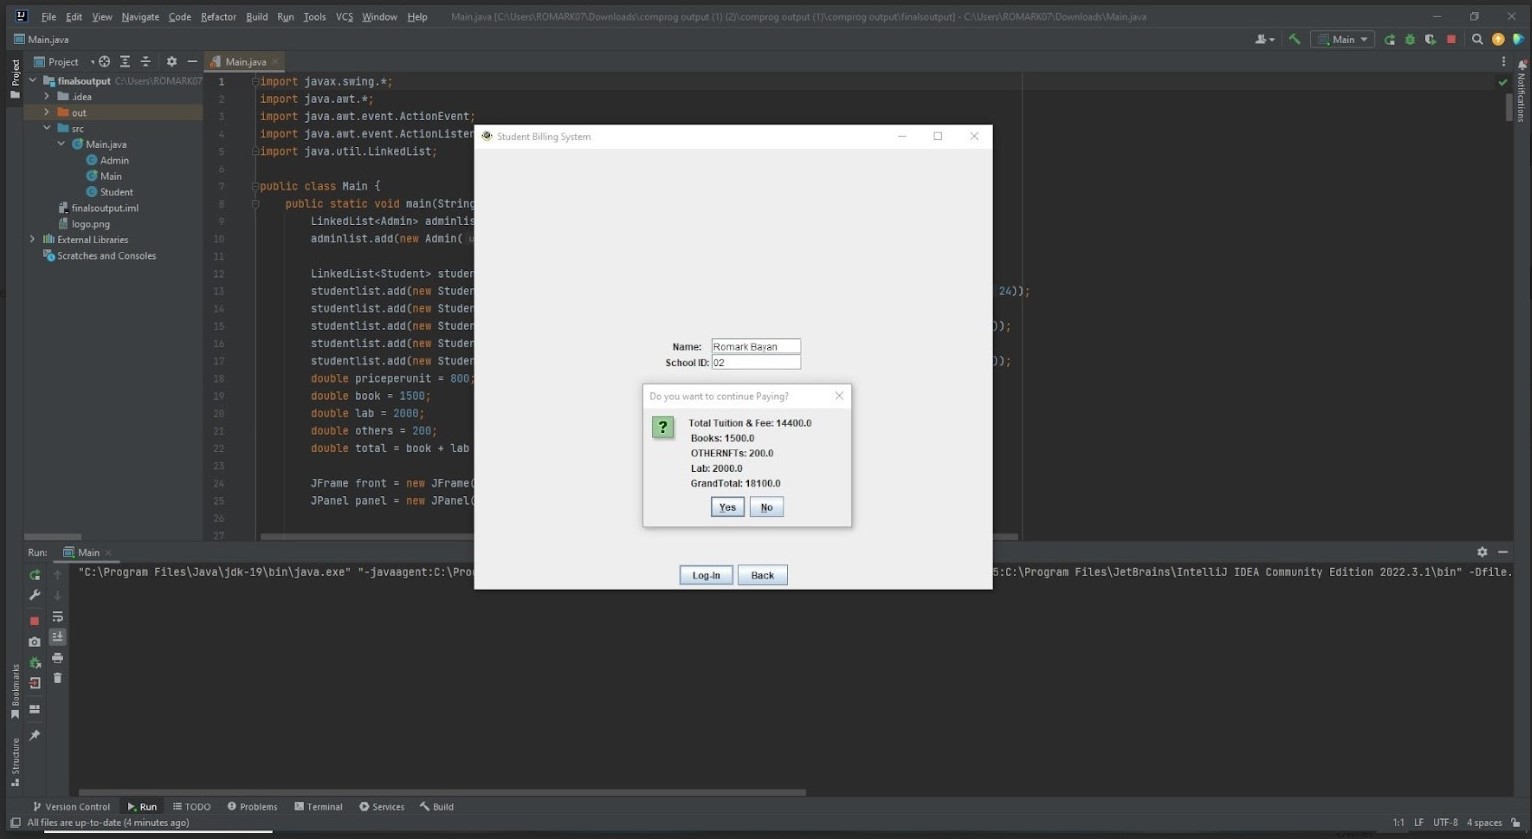 File Edit View Navigate Code Refactor Build Run Tools VCS Window Help Main.java [C:\Users\ROMARK07\Downloads\comprog output (1) (2)\comprog output (1)\comprog output\finalsoutput] - C:\Users\ROMARK07\Downloads\Main.java
Main.java
Main
Project
Main.java
Project
Notifications
finalsoutput C:\Users\ROMARK07
.idea
out
src
Main.java
Admin
Main
Student
finalsoutput.iml
logo.png
External Libraries
Scratches and Consoles
1 import javax.swing.*;
2 import java.awt.*;
3 import java.awt.event.ActionEvent;
4 import java.awt.event.ActionListen
5 import java.util.LinkedList;
6
7 public class Main {
8 public static void main(String
9 LinkedList<Admin> adminlis
10 adminlist.add(new Admin( u
11
12 LinkedList<Student> studen
13 studentlist.add(new Studen 24));
14 studentlist.add(new Studen
15 studentlist.add(new Studen ));
16 studentlist.add(new Studen
17 studentlist.add(new Studen ));
18 double priceperunit = 800;
19 double book = 1500;
20 double lab = 2000;
21 double others = 200;
22 double total = book + lab
23
24 JFrame front = new JFrame(
25 JPanel panel = new JPanel(
26
27
Student Billing System
Name: Romark Bayan
School ID: 02
Do you want to continue Paying?
?
Total Tuition & Fee: 14400.0
Books: 1500.0
OTHERNFTs: 200.0
Lab: 2000.0
GrandTotal: 18100.0
Yes No
Log-in Back
Run: Main
"C:\Program Files\Java\jdk-19\bin\java.exe" "-javaagent:C:\Pro 5:C:\Program Files\JetBrains\IntelliJ IDEA Community Edition 2022.3.1\bin" -Dfile.
Bookmarks
Structure
Version Control Run TODO Problems Terminal Services Build
All files are up-to-date (4 minutes ago) 1:1 LF UTF-8 4 spaces